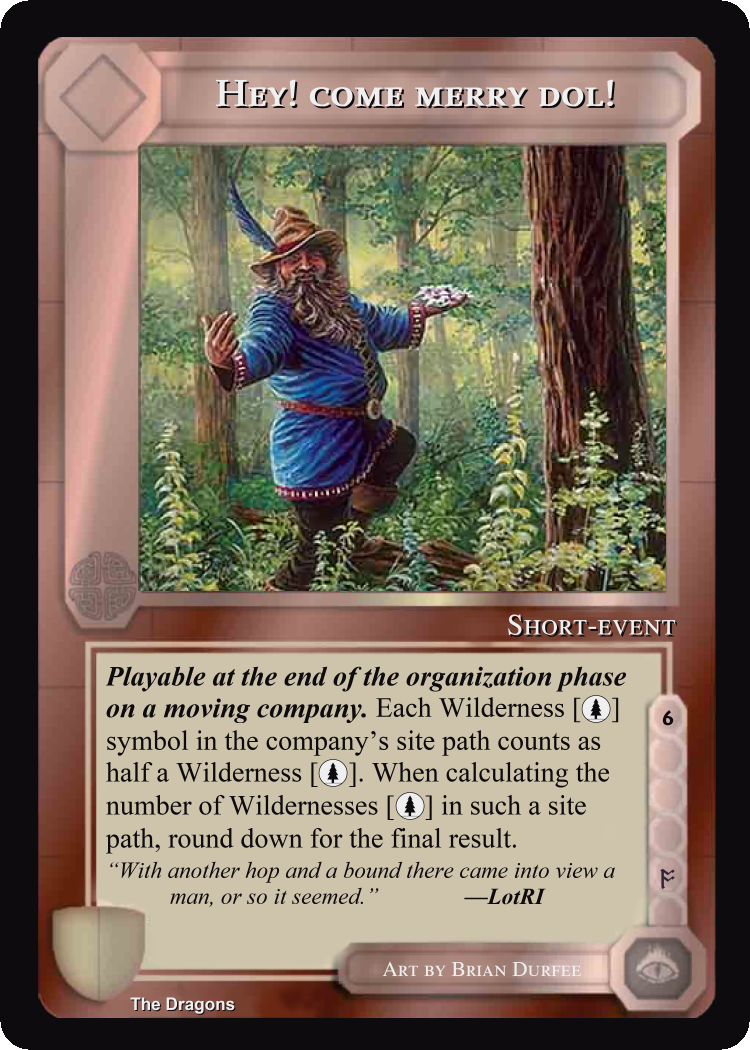 Hey! come merry dol!
Short-event
Playable at the end of the organization phase
on a moving company. Each Wilderness [🌲]
symbol in the company’s site path counts as
half a Wilderness [🌲]. When calculating the
number of Wildernesses [🌲] in such a site
path, round down for the final result.
“With another hop and a bound there came into view a
man, or so it seemed.” —LotRI
6
ᚩ
Art by Brian Durfee
The Dragons